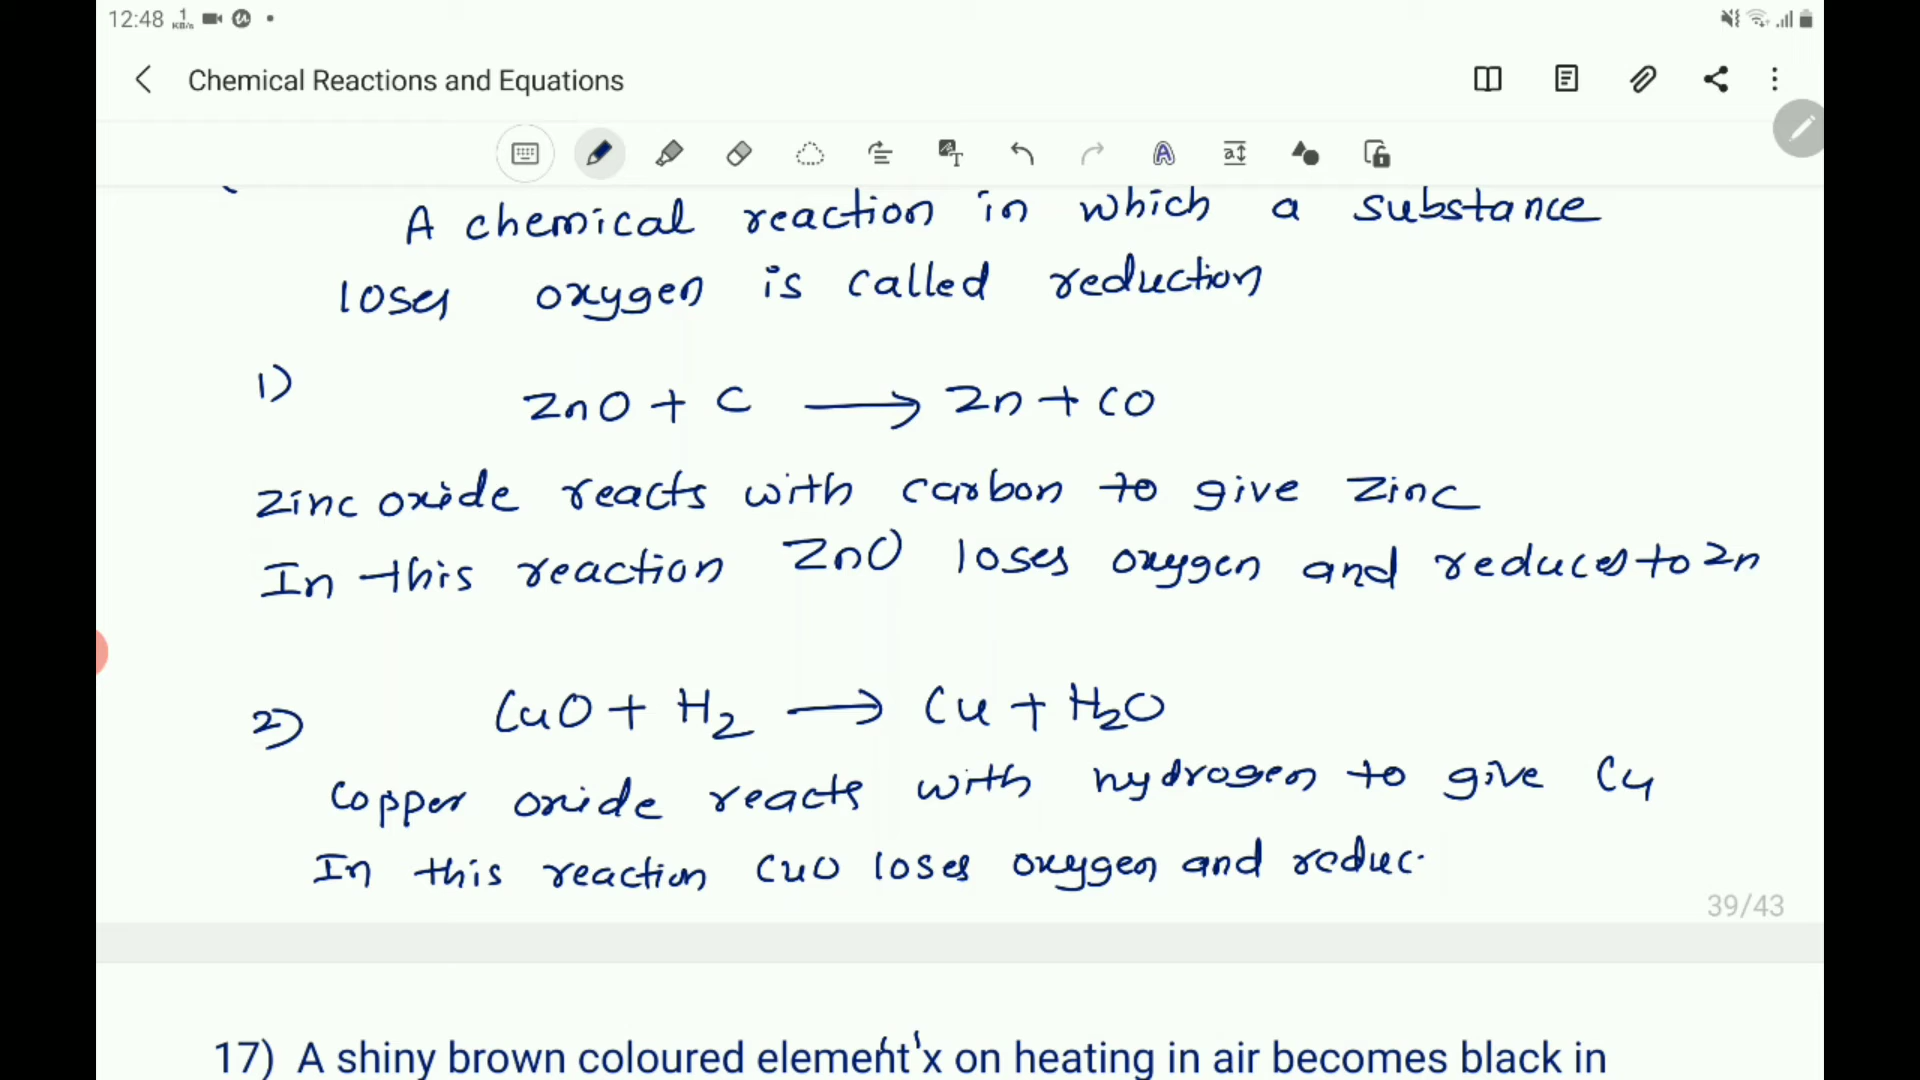 12:48 1 KB/s
Chemical Reactions and Equations
A chemical reaction in which a substance
loses oxygen is called reduction
1)
ZnO + C → Zn + CO
Zinc oxide reacts with carbon to give Zinc
In this reaction ZnO loses oxygen and reduces to Zn
2)
CuO + H₂ → Cu + H₂O
Copper oxide reacts with hydrogen to give Cu
In this reaction CuO loses oxygen and reduc
39/43
17) A shiny brown coloured element 'x on heating in air becomes black in